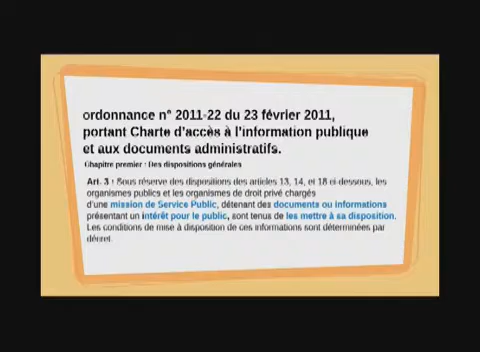 ordonnance n° 2011-22 du 23 février 2011,
portant Charte d'accès à l'information publique
et aux documents administratifs.
Chapitre premier : Des dispositions générales
Art. 3 : Sous réserve des dispositions des articles 13, 14, et 18 ci-dessous, les
organismes publics et les organismes de droit privé chargés
d'une mission de Service Public, détenant des documents ou informations
présentant un intérêt pour le public, sont tenus de les mettre à sa disposition.
Les conditions de mise à disposition de ces informations sont déterminées par
décret.